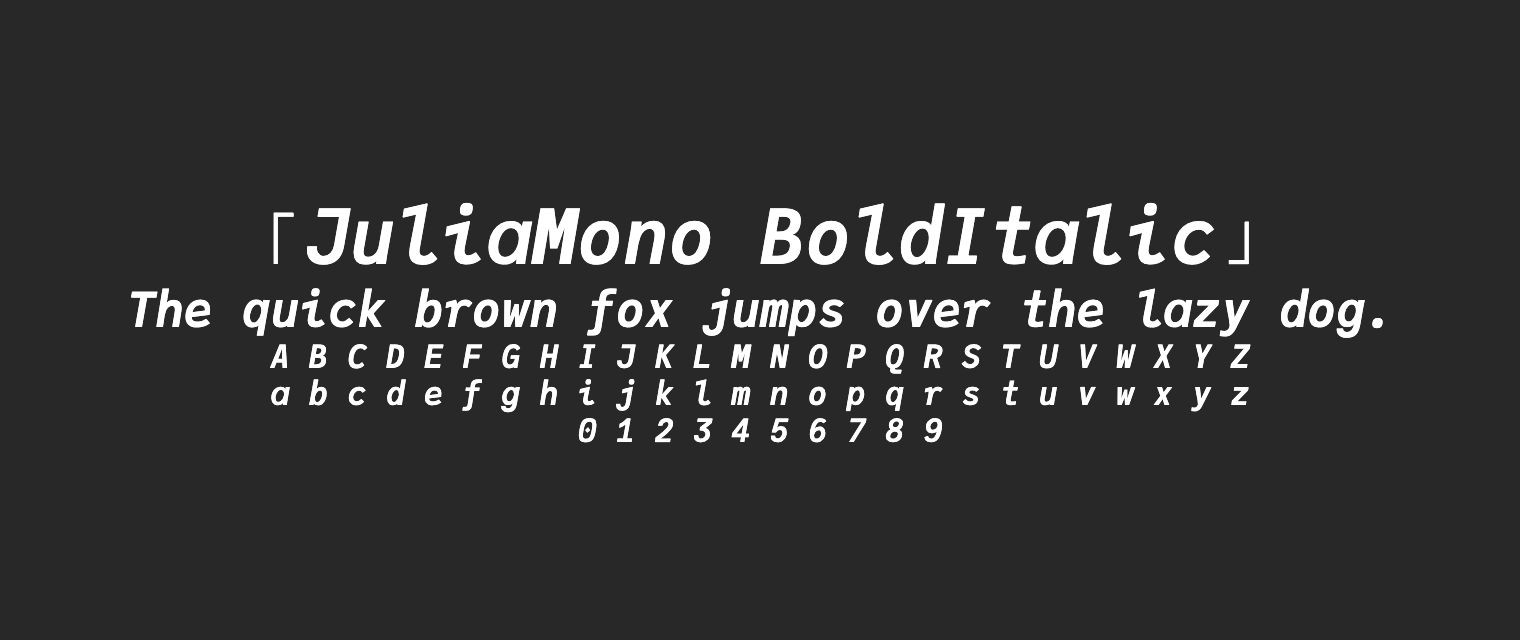 「JuliaMono BoldItalic」
The quick brown fox jumps over the lazy dog.
A B C D E F G H I J K L M N O P Q R S T U V W X Y Z
a b c d e f g h i j k l m n o p q r s t u v w x y z
0 1 2 3 4 5 6 7 8 9